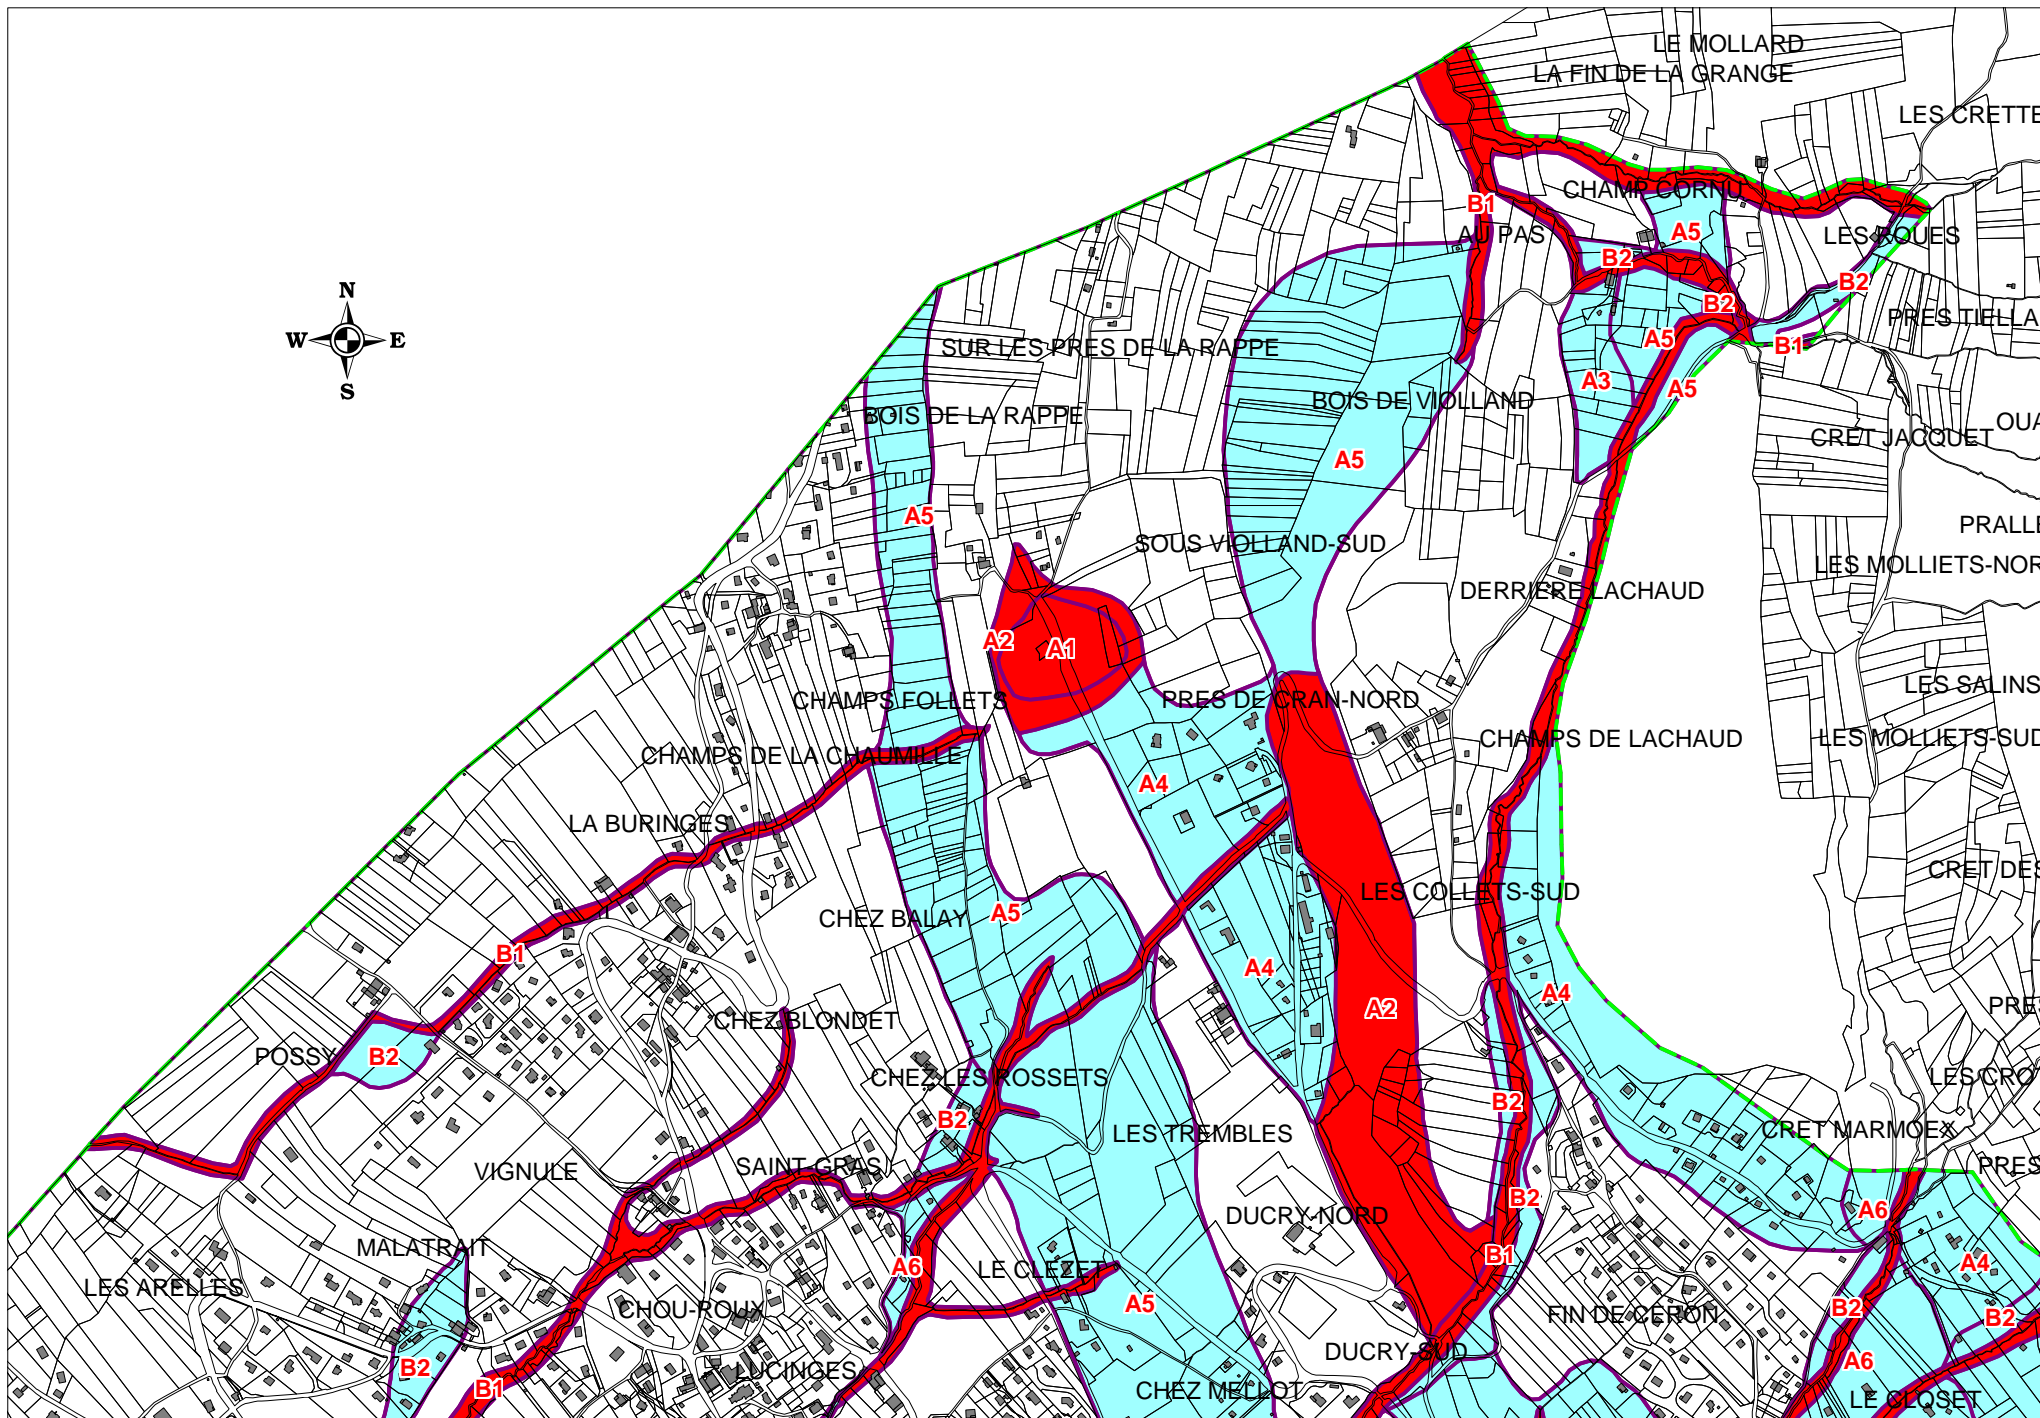 LE MOLLARD
LA FIN DE LA GRANGE
LES CRETTE
CHAMP CORNU
B1
AU PAS
A5
LES ROUES
B2
B2
B2
N
W E
S
PRES TIELLA
SUR LES PRES DE LA RAPPE
A5
B1
A3
A5
BOIS DE VIOLLAND
BOIS DE LA RAPPE
OUA
CRET JACQUET
A5
A5
PRALLE
SOUS VIOLLAND-SUD
LES MOLLIETS-NOR
DERRIERE LACHAUD
A2
A1
LES SALINS
CHAMPS FOLLETS
PRES DE CRAN-NORD
CHAMPS DE LACHAUD
LES MOLLIETS-SUD
CHAMPS DE LA CHAUMILLE
A4
LA BURINGES
CRET DES
LES COLLETS-SUD
CHEZ BALAY
A5
B1
A4
A4
A2
PRES
CHEZ BLONDET
POSSY
B2
CHEZ LES ROSSETS
LES CROT
B2
B2
LES TREMBLES
CRET MARMOEX
PRES
SAINT-GRAS
VIGNULE
B2
A6
DUCRY-NORD
MALATRAIT
B1
A6
LE CLEZET
A4
LES ARELLES
A5
CHOU-ROUX
B2
FIN DE CERON
B2
DUCRY-SUD
A6
B2
LUCINGES
B1
CHEZ MELLOT
LE CLOSET